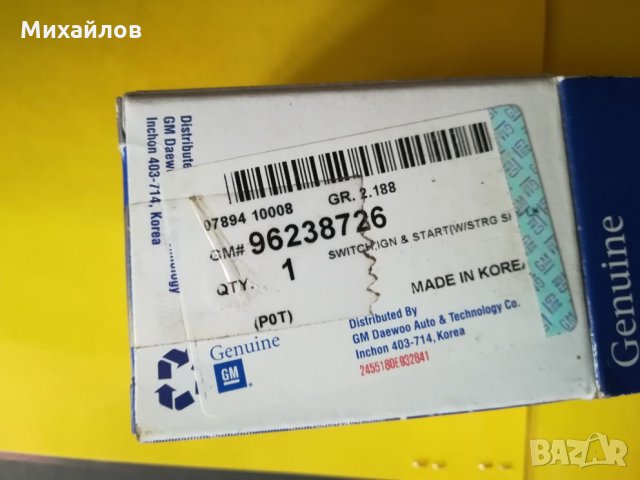 Михайлов
Distribute
GM Daewo
Inchon 403-714, Korea
07894 10008
GR. 2.188
GM# 96238726
SWITCH,IGN & START(W/STRG
QTY. 1
MADE IN KOREA
(P0T)
Distributed By
GM Daewoo Auto & Technology Co.
Inchon 403-714, Korea
2455180E932841
Genuine
GM
Genuine
BAZAR